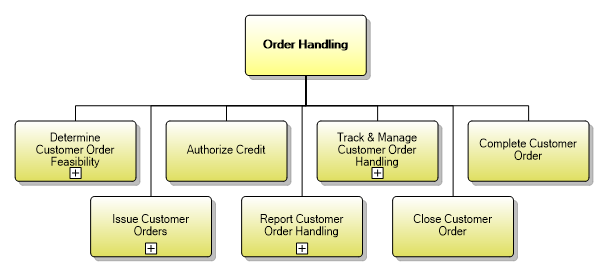 Order Handling
Determine
Customer Order
Feasibility
Authorize Credit
Track & Manage
Customer Order
Handling
Complete Customer
Order
Issue Customer
Orders
Report Customer
Order Handling
Close Customer
Order